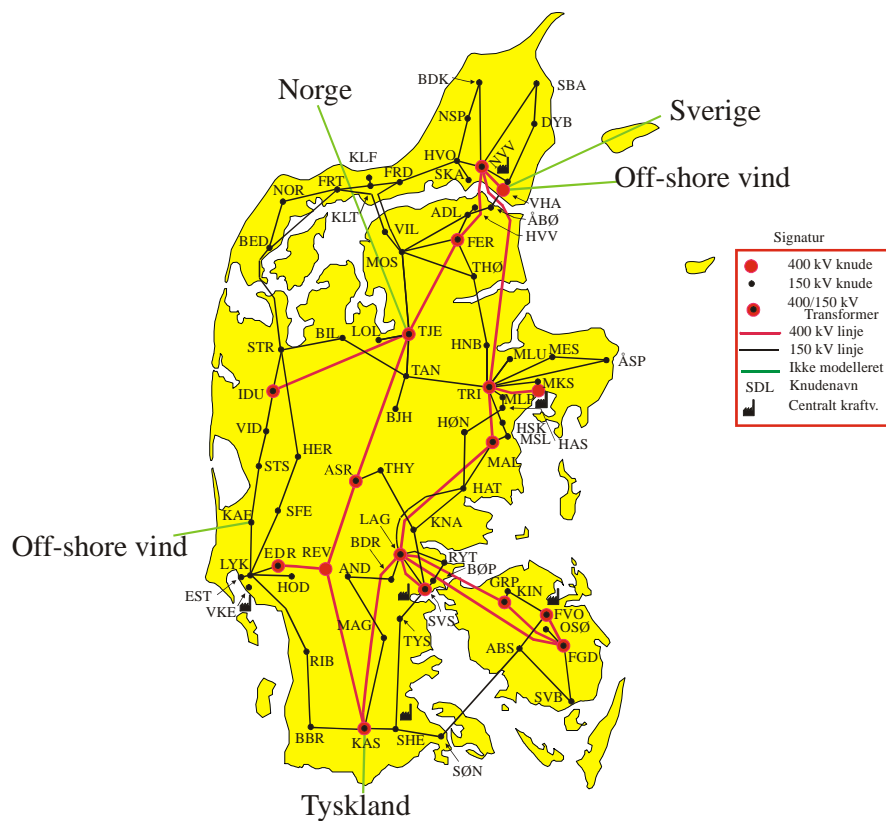 BDK
SBA
Norge
Sverige
NSP
DYB
KLF
HVO
NVV
FRD
SKA
Off-shore vind
FRT
NOR
VHA
KLT
ADL
ÅBØ
HVV
VIL
FER
BED
MOS
THØ
Signatur
400 kV knude
150 kV knude
400/150 kV
Transformer
400 kV linje
150 kV linje
Ikke modelleret
SDL Knudenavn
Centralt kraftv.
BIL
LOL
TJE
STR
HNB
MLU
MES
ÅSP
TAN
IDU
TRI
MKS
MLP
BJH
HØN
HSK
MSL
HAS
VID
HER
MAL
STS
ASR
THY
HAT
KAE
SFE
LAG
KNA
Off-shore vind
BDR
EDR
REV
RYT
LYK
AND
BØP
GRP
KIN
EST
HOD
VKE
SVS
FVO
OSØ
MAG
TYS
ABS
FGD
RIB
SVB
BBR
KAS
SHE
SØN
Tyskland